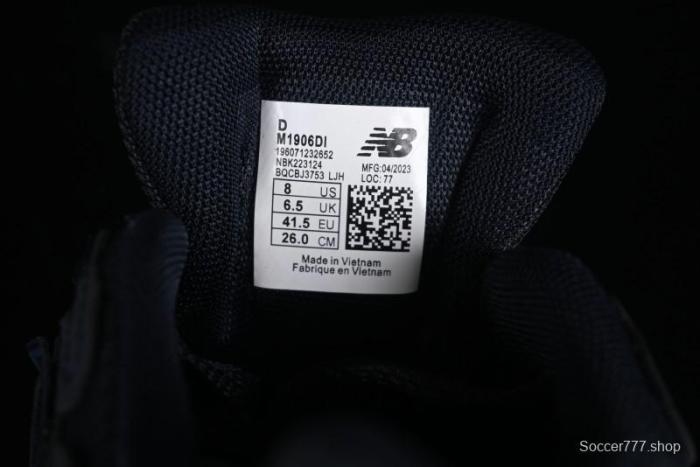 D
M1906DI
196071232652
NBK223124
BQCBJ3753 LJH
NB
MFG:04/2023
LOC: 77
8 US
6.5 UK
41.5 EU
26.0 CM
Made in Vietnam
Fabrique en Vietnam
Soccer777.shop